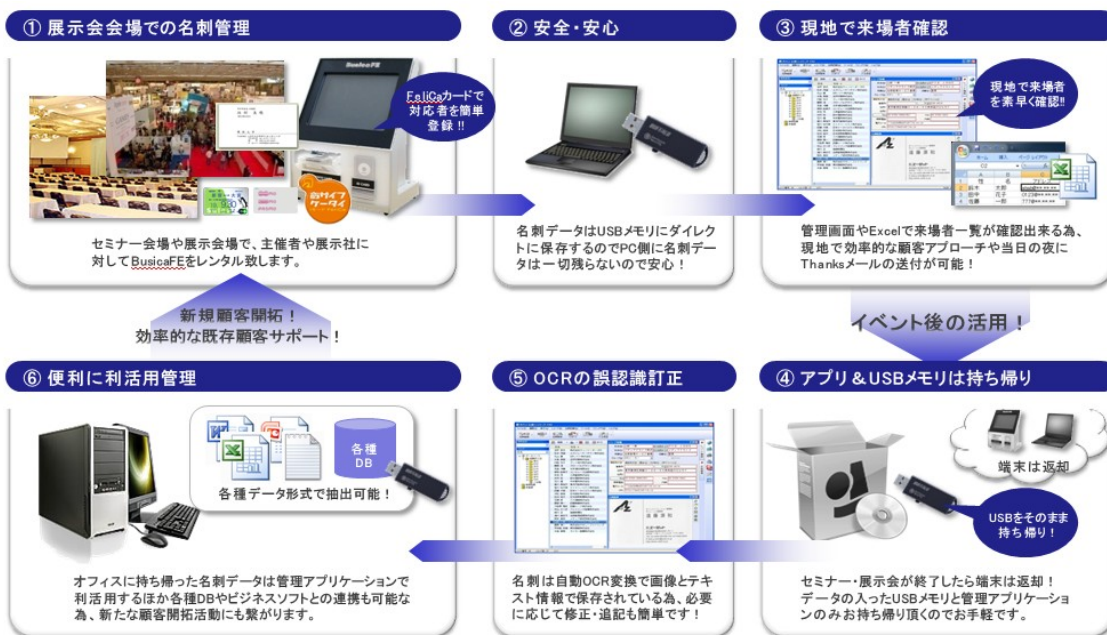 ① 展示会会場での名刺管理
BusicaFE
FeliCaカードで
対応者を簡単
登録!!
セミナー会場や展示会場で、主催者や展示社に
対してBusicaFEをレンタル致します。
② 安全・安心
名刺データはUSBメモリにダイレク
トに保存するのでPC側に名刺デー
タは一切残らないので安心!
③ 現地で来場者確認
現地で来場者
を素早く確認!!
ホーム 挿入 ページ レイアウト
管理画面やExcelで来場者一覧が確認出来る為、
現地で効率的な顧客アプローチや当日の夜に
Thanksメールの送付が可能!
新規顧客開拓!
効率的な既存顧客サポート!
イベント後の活用!
⑥ 便利に利活用管理
各種
DB
各種データ形式で抽出可能!
オフィスに持ち帰った名刺データは管理アプリケーションで
利活用するほか各種DBやビジネスソフトとの連携も可能な
為、新たな顧客開拓活動にも繋がります。
⑤ OCRの誤認識訂正
名刺は自動OCR変換で画像とテキ
スト情報で保存されている為、必要
に応じて修正・追記も簡単です!
④ アプリ&USBメモリは持ち帰り
端末は返却
USBをそのまま
持ち帰り!
セミナー・展示会が終了したら端末は返却!
データの入ったUSBメモリと管理アプリケーショ
ンのみお持ち帰り頂くのでお手軽です。